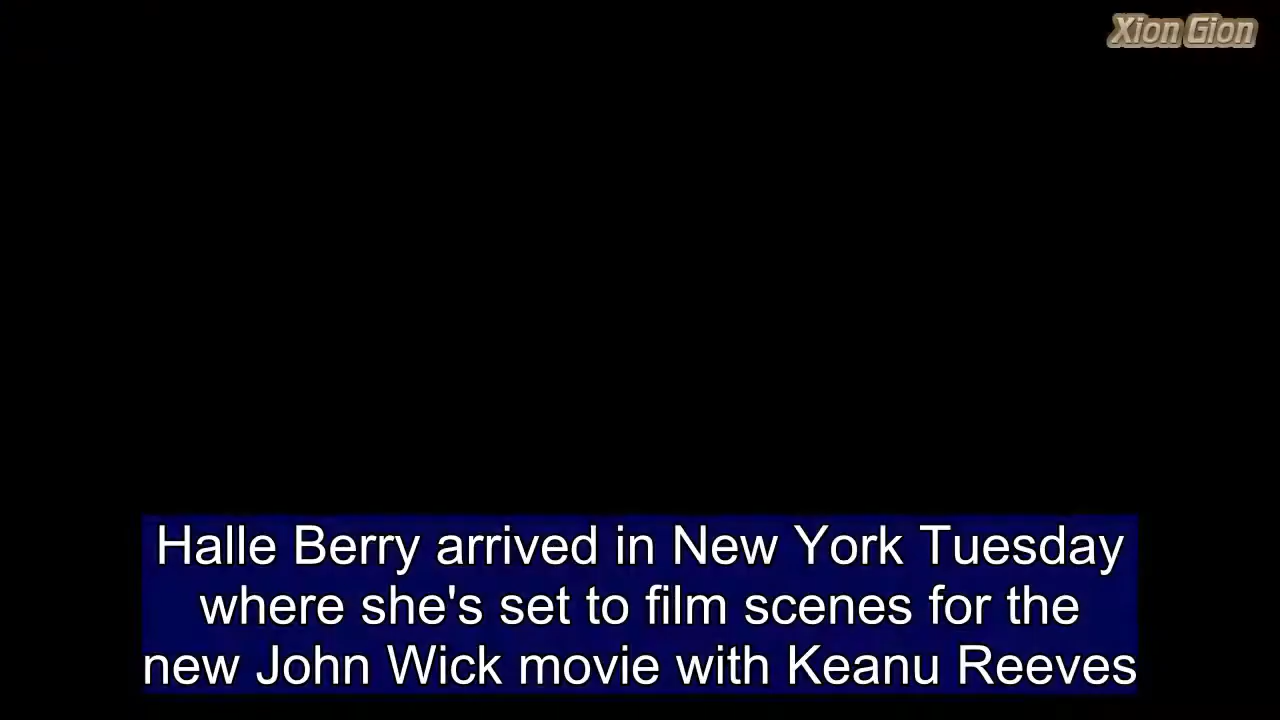 Xion Gion
Halle Berry arrived in New York Tuesday
where she's set to film scenes for the
new John Wick movie with Keanu Reeves